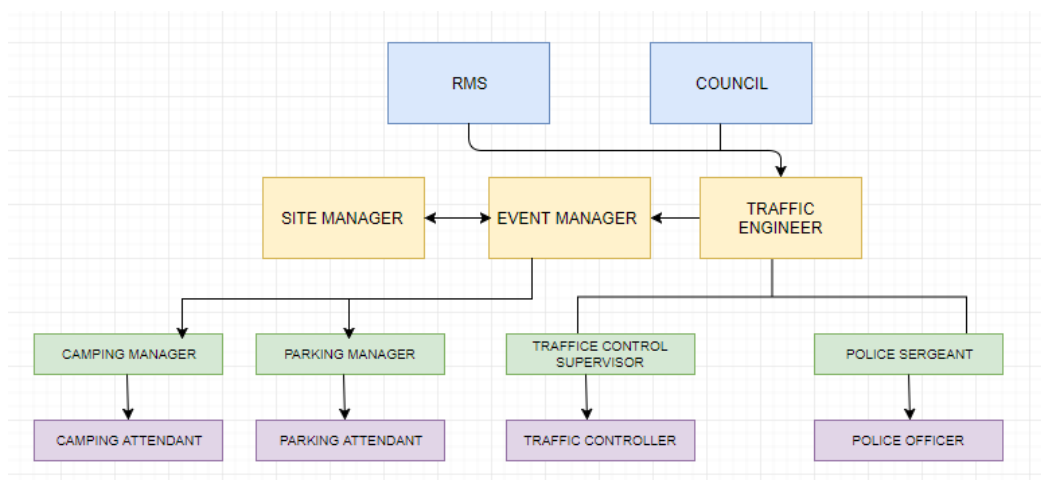 RMS
COUNCIL
SITE MANAGER
EVENT MANAGER
TRAFFIC
ENGINEER
CAMPING MANAGER
PARKING MANAGER
TRAFFICE CONTROL
SUPERVISOR
POLICE SERGEANT
CAMPING ATTENDANT
PARKING ATTENDANT
TRAFFIC CONTROLLER
POLICE OFFICER